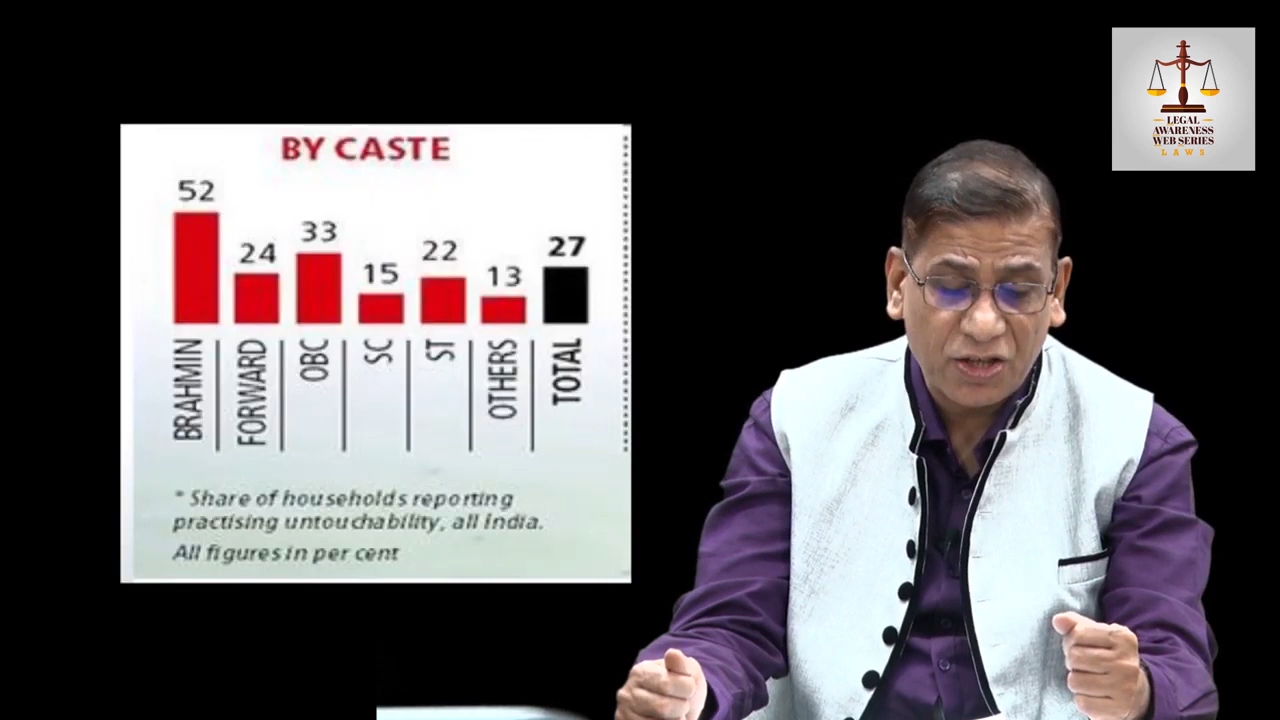 BY CASTE
52
24
33
15
22
13
27
BRAHMIN
FORWARD
OBC
SC
ST
OTHERS
TOTAL
* Share of households reporting
practising untouchability, all India.
All figures in per cent
LEGAL
AWARENESS
WEB SERIES
LAWS